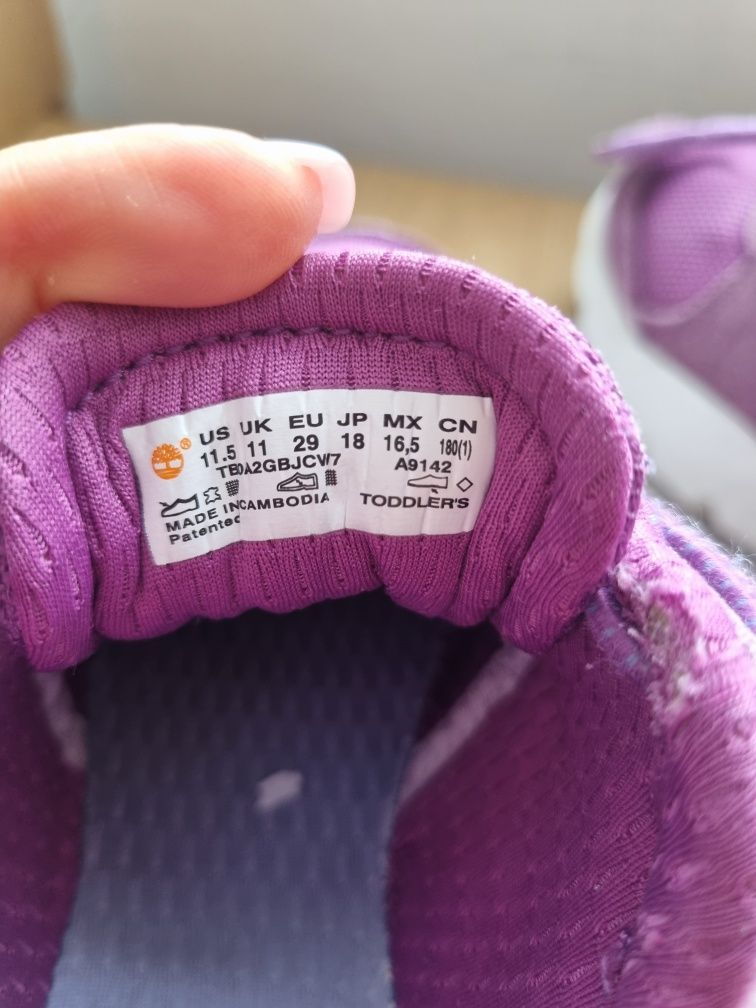 US UK EU JP MX CN
11.5 11 29 18 16,5 180(1)
TB0A2GBJCW7 A9142
MADE IN CAMBODIA TODDLER'S
Patented